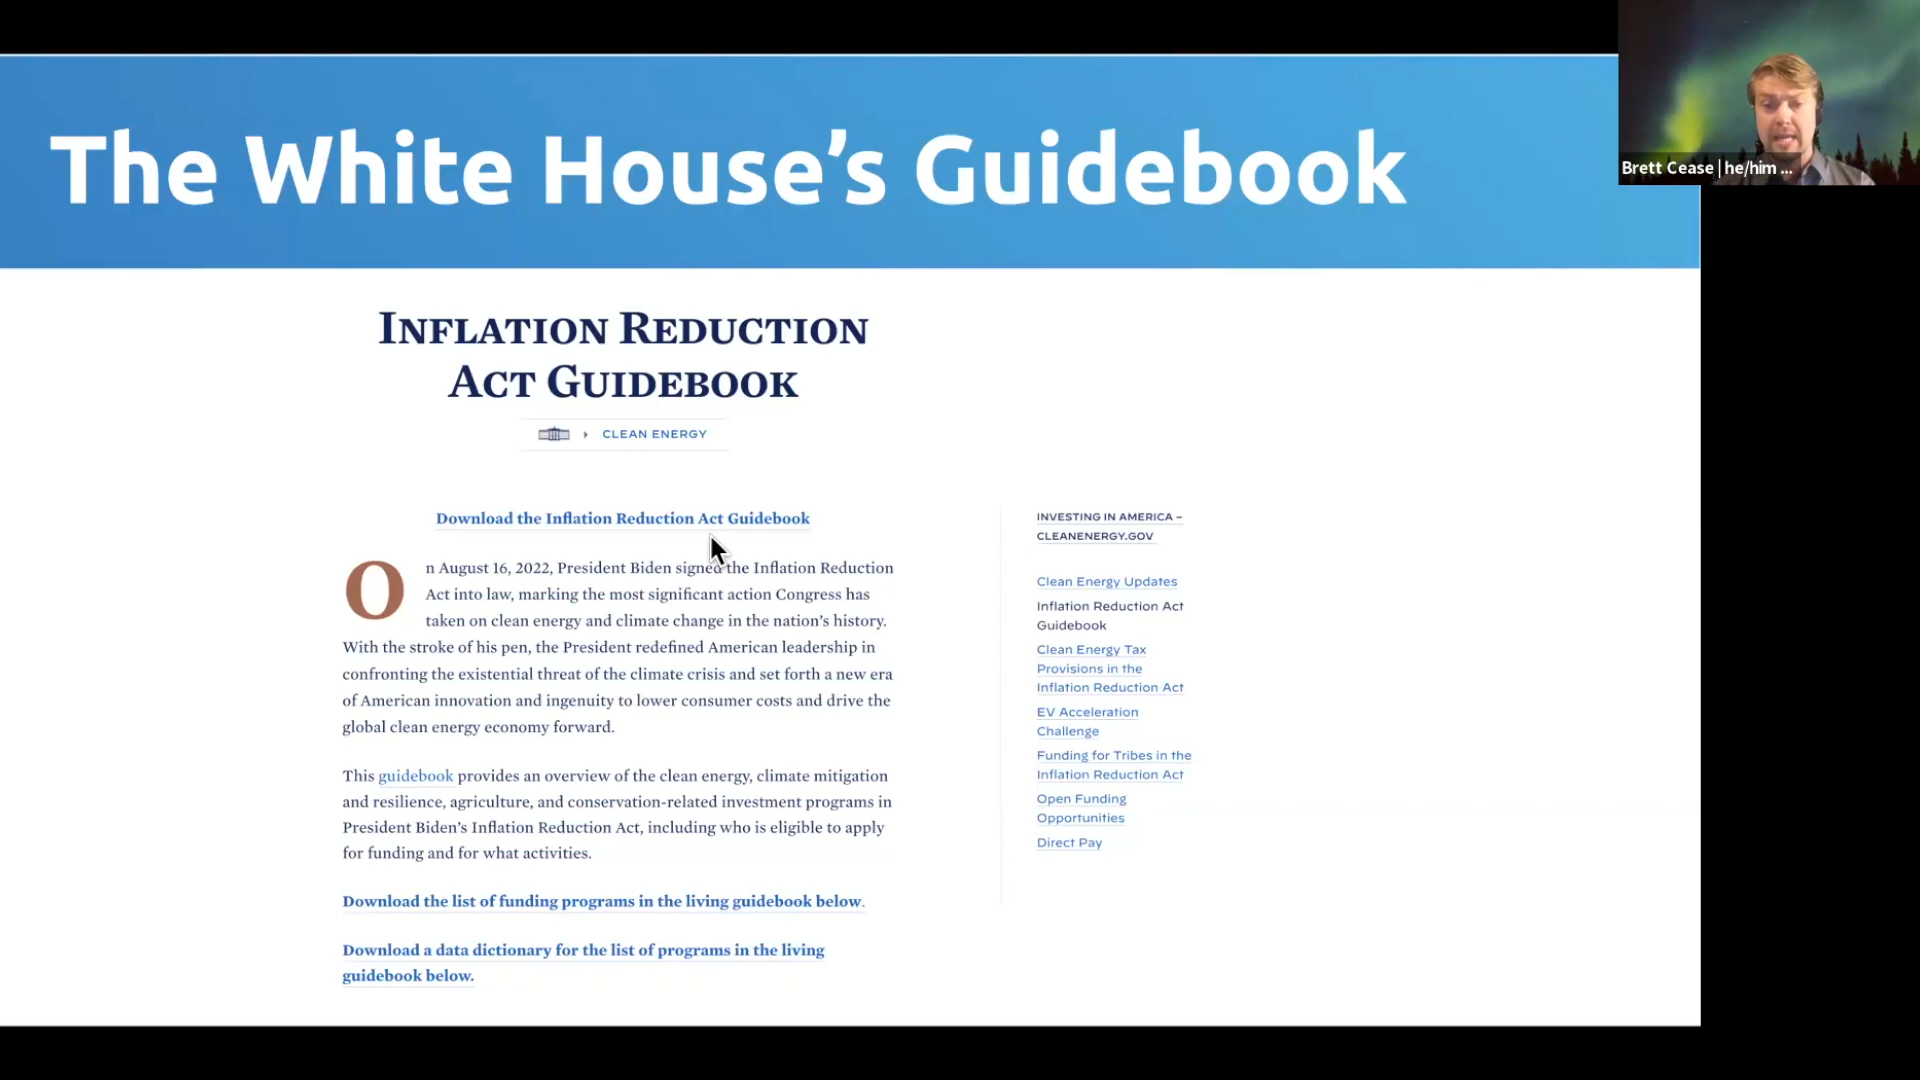 The White House's Guidebook
Brett Cease | he/him ...
INFLATION REDUCTION
ACT GUIDEBOOK
CLEAN ENERGY
Download the Inflation Reduction Act Guidebook
On August 16, 2022, President Biden signed the Inflation Reduction
Act into law, marking the most significant action Congress has
taken on clean energy and climate change in the nation's history.
With the stroke of his pen, the President redefined American leadership in
confronting the existential threat of the climate crisis and set forth a new era
of American innovation and ingenuity to lower consumer costs and drive the
global clean energy economy forward.
This guidebook provides an overview of the clean energy, climate mitigation
and resilience, agriculture, and conservation-related investment programs in
President Biden's Inflation Reduction Act, including who is eligible to apply
for funding and for what activities.
Download the list of funding programs in the living guidebook below.
Download a data dictionary for the list of programs in the living
guidebook below.
INVESTING IN AMERICA –
CLEANENERGY.GOV
Clean Energy Updates
Inflation Reduction Act
Guidebook
Clean Energy Tax
Provisions in the
Inflation Reduction Act
EV Acceleration
Challenge
Funding for Tribes in the
Inflation Reduction Act
Open Funding
Opportunities
Direct Pay